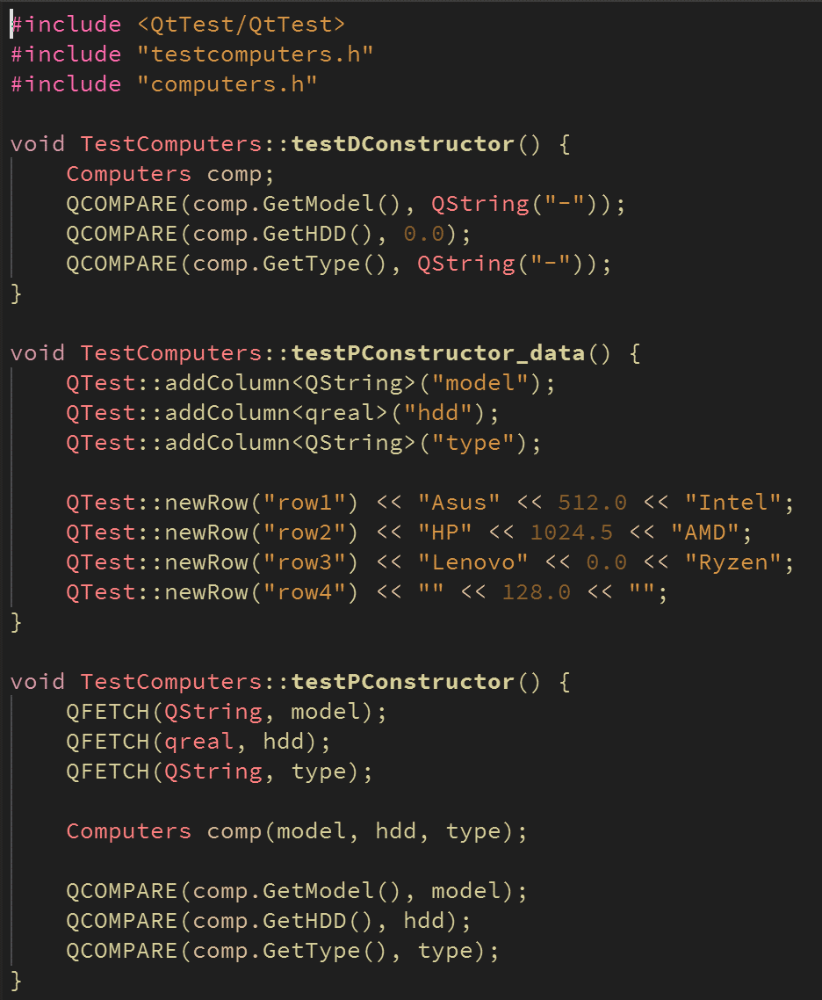 #include <QtTest/QtTest>
#include "testcomputers.h"
#include "computers.h"

void TestComputers::testDConstructor() {
    Computers comp;
    QCOMPARE(comp.GetModel(), QString("-"));
    QCOMPARE(comp.GetHDD(), 0.0);
    QCOMPARE(comp.GetType(), QString("-"));
}

void TestComputers::testPConstructor_data() {
    QTest::addColumn<QString>("model");
    QTest::addColumn<qreal>("hdd");
    QTest::addColumn<QString>("type");

    QTest::newRow("row1") << "Asus" << 512.0 << "Intel";
    QTest::newRow("row2") << "HP" << 1024.5 << "AMD";
    QTest::newRow("row3") << "Lenovo" << 0.0 << "Ryzen";
    QTest::newRow("row4") << "" << 128.0 << "";
}

void TestComputers::testPConstructor() {
    QFETCH(QString, model);
    QFETCH(qreal, hdd);
    QFETCH(QString, type);

    Computers comp(model, hdd, type);

    QCOMPARE(comp.GetModel(), model);
    QCOMPARE(comp.GetHDD(), hdd);
    QCOMPARE(comp.GetType(), type);
}